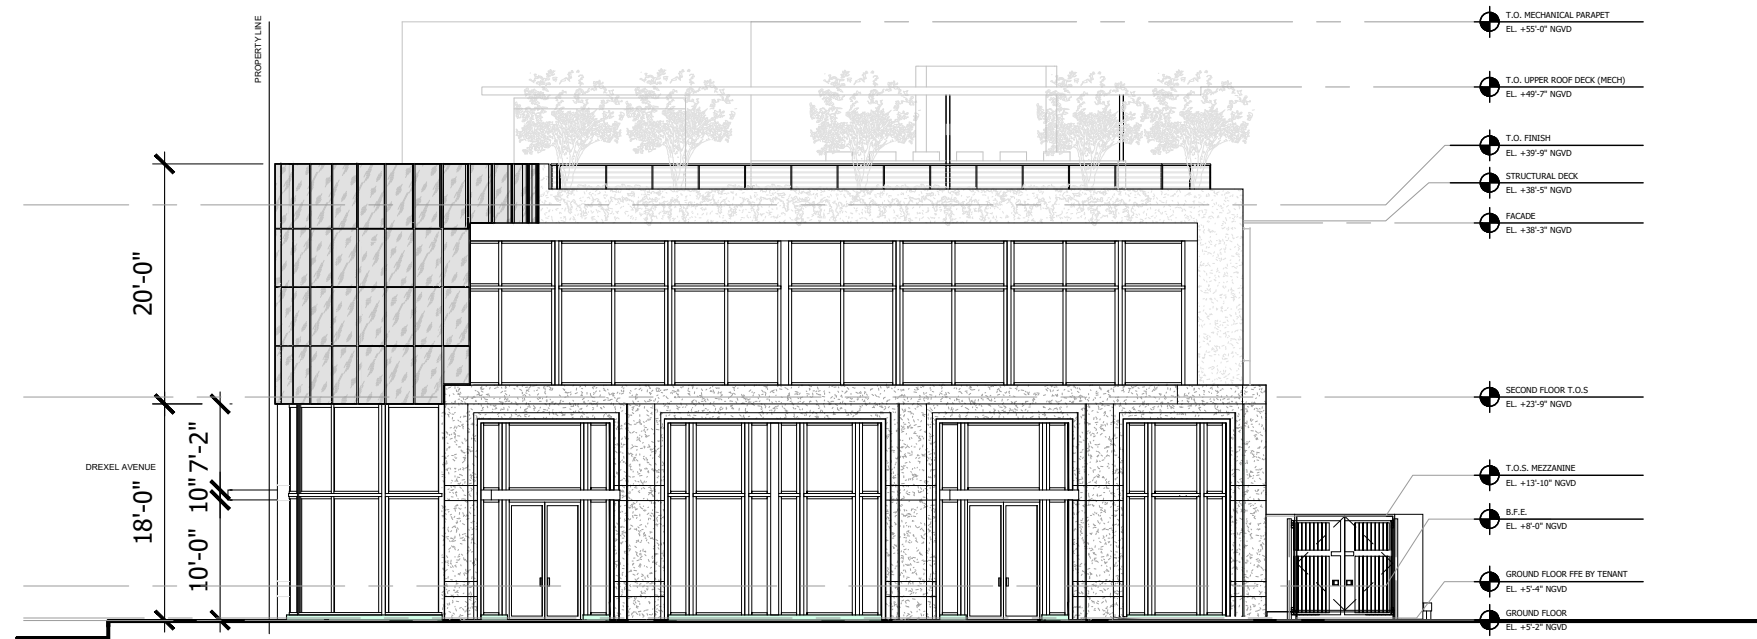 PROPERTY LINE
T.O. MECHANICAL PARAPET
EL. +55'-0" NGVD
T.O. UPPER ROOF DECK (MECH)
EL. +49'-7" NGVD
T.O. FINISH
EL. +39'-9" NGVD
STRUCTURAL DECK
EL. +38'-5" NGVD
FACADE
EL. +38'-3" NGVD
20'-0"
SECOND FLOOR T.O.S
EL. +23'-9" NGVD
DREXEL AVENUE
18'-0"
7'-2"
10"
10'-0"
T.O.S. MEZZANINE
EL. +13'-10" NGVD
B.F.E.
EL. +8'-0" NGVD
GROUND FLOOR FFE BY TENANT
EL. +5'-4" NGVD
GROUND FLOOR
EL. +5'-2" NGVD